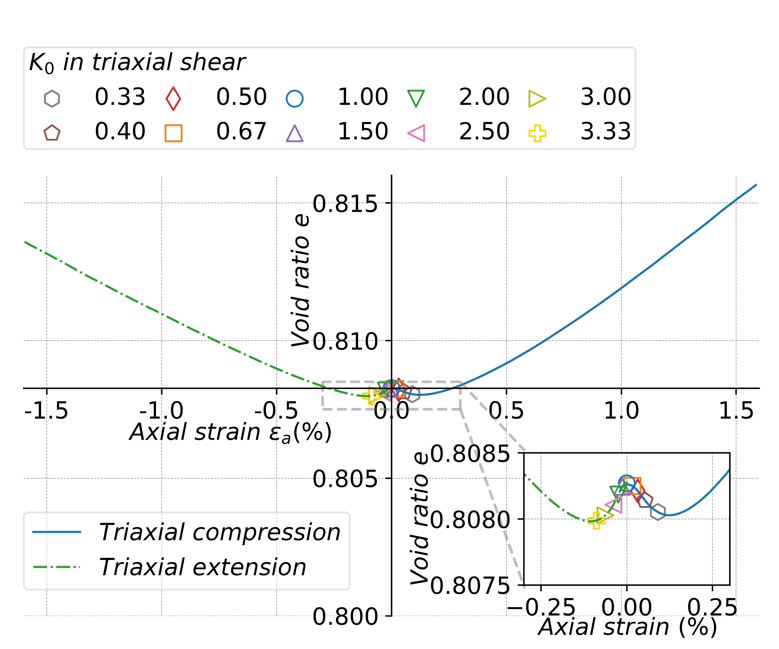 K₀ in triaxial shear
0.33 0.50 1.00 2.00 3.00
0.40 0.67 1.50 2.50 3.33
Void ratio e
0.815
0.810
0.805
0.800
-1.5 -1.0 -0.5 0.0 0.5 1.0 1.5
Axial strain εₐ(%)
Triaxial compression
Triaxial extension
Void ratio e
0.8085
0.8080
0.8075
−0.25 0.00 0.25
Axial strain (%)